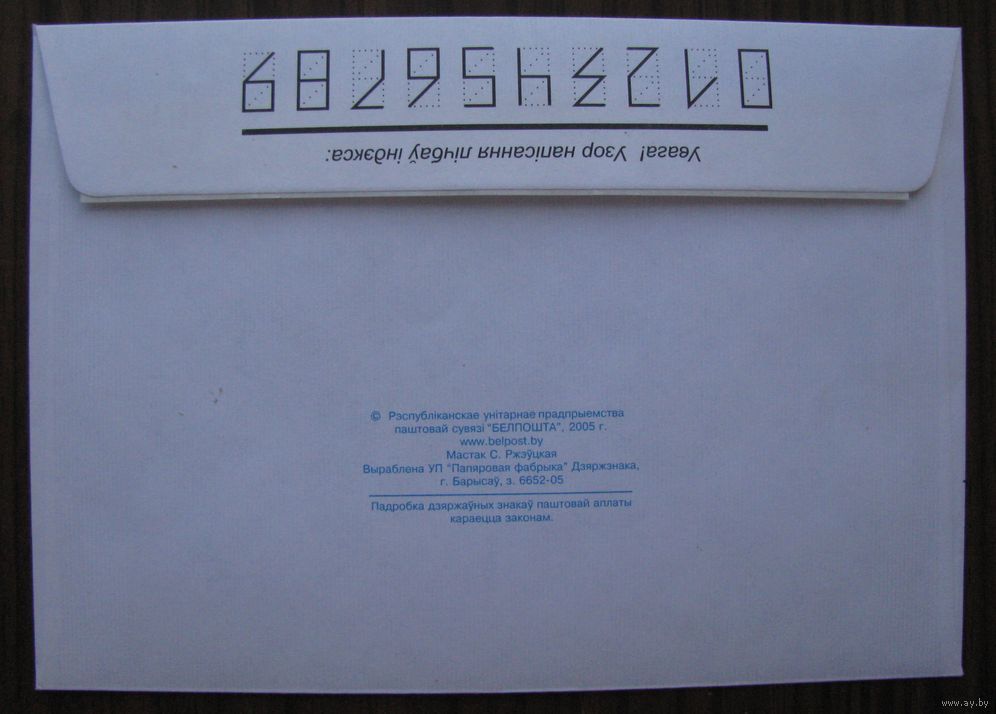 Увага! Узор напісання лічбаў індэкса:
0123456789
© Рэспубліканскае унітарнае прадпрыемства
паштовай сувязі "БЕЛПОШТА", 2005 г.
www.belpost.by
Мастак С. Ржэўцкая
Выраблена УП "Папяровая фабрыка" Дзяржзнака,
г. Барысаў, з. 6652-05
Падробка дзяржаўных знакаў паштовай аплаты
караецца законам.
www.ay.by